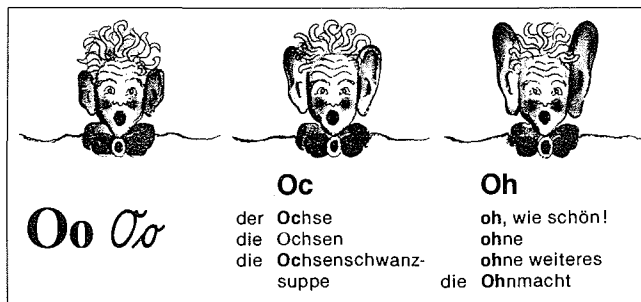 Oo Oo
Oc
der Ochse
die Ochsen
die Ochsenschwanz-
suppe
Oh
oh, wie schön!
ohne
ohne weiteres
die Ohnmacht